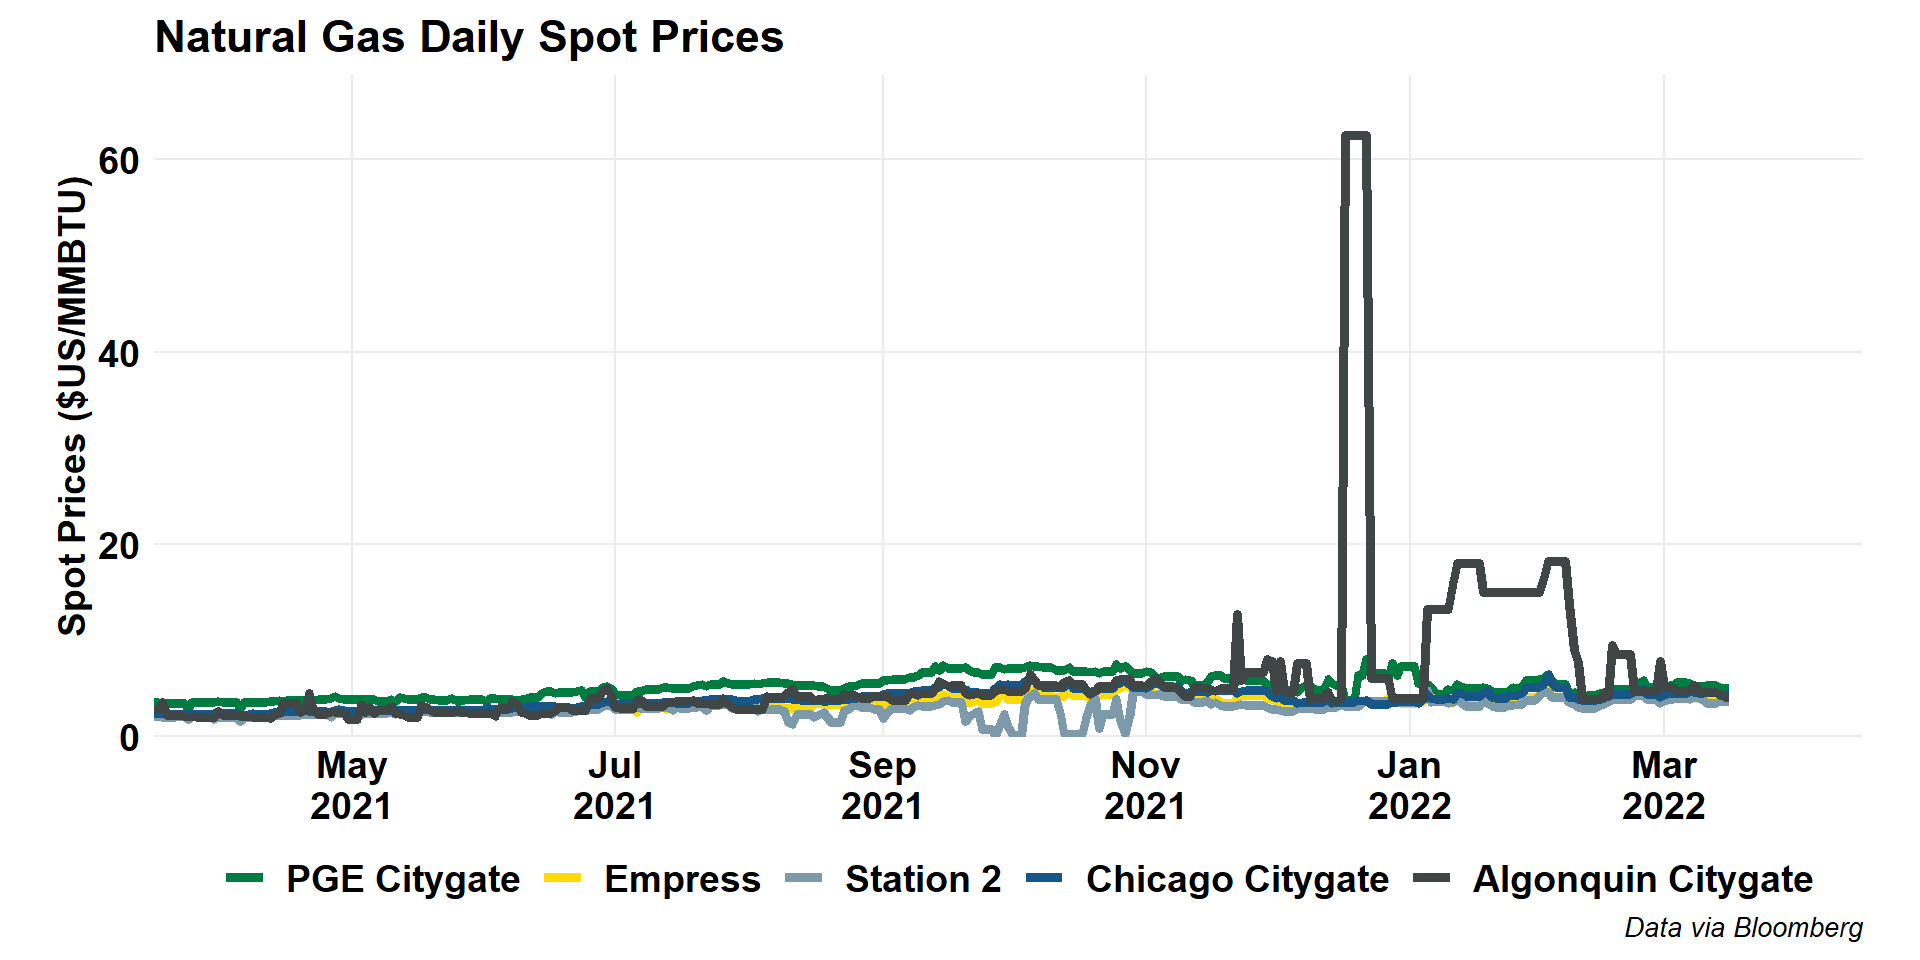 Natural Gas Daily Spot Prices
Spot Prices ($US/MMBTU)
60
40
20
0
May
2021
Jul
2021
Sep
2021
Nov
2021
Jan
2022
Mar
2022
PGE Citygate Empress Station 2 Chicago Citygate Algonquin Citygate
Data via Bloomberg